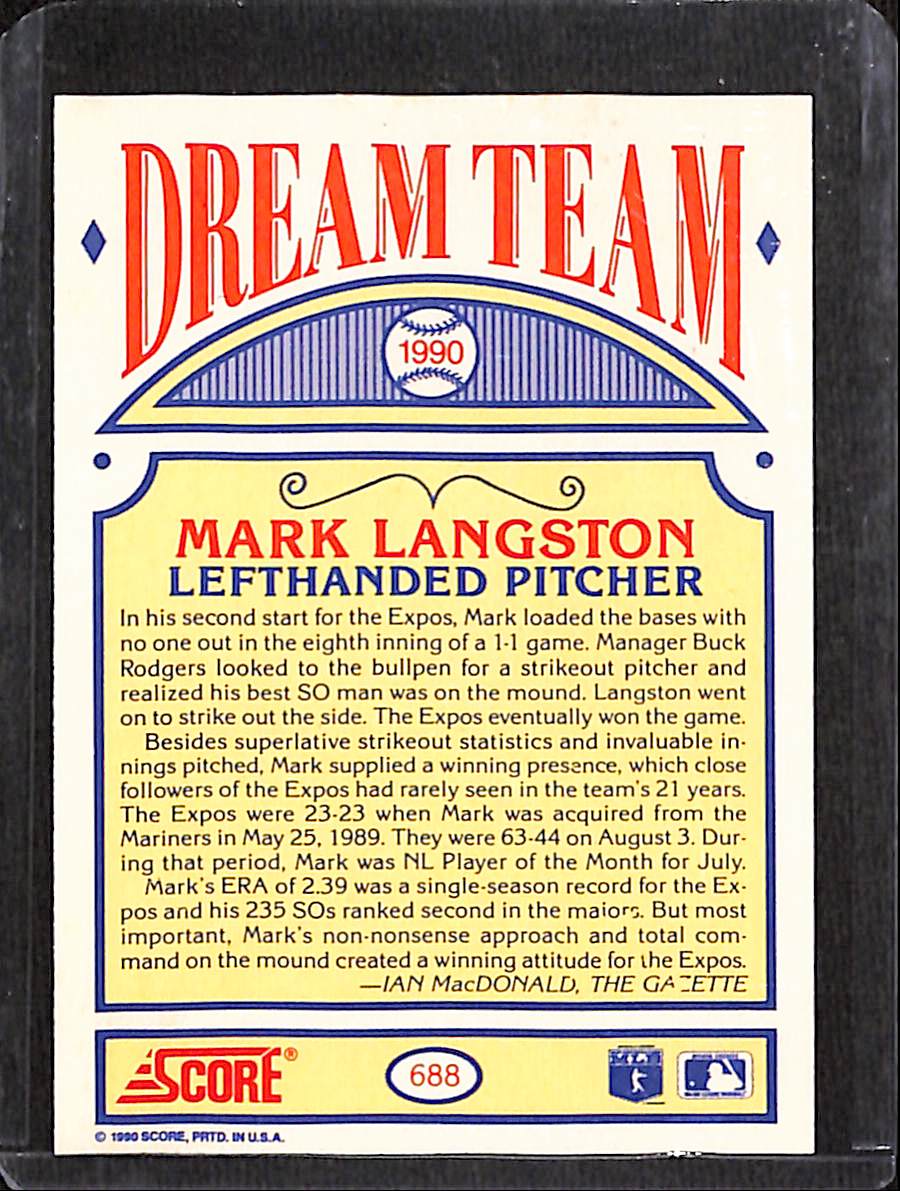 DREAM TEAM
1990
MARK LANGSTON
LEFTHANDED PITCHER
In his second start for the Expos, Mark loaded the bases with
no one out in the eighth inning of a 1-1 game. Manager Buck
Rodgers looked to the bullpen for a strikeout pitcher and
realized his best SO man was on the mound. Langston went
on to strike out the side. The Expos eventually won the game.
Besides superlative strikeout statistics and invaluable in-
nings pitched, Mark supplied a winning presence, which close
followers of the Expos had rarely seen in the team's 21 years.
The Expos were 23-23 when Mark was acquired from the
Mariners in May 25, 1989. They were 63-44 on August 3. Dur-
ing that period, Mark was NL Player of the Month for July.
Mark's ERA of 2.39 was a single-season record for the Ex-
pos and his 235 SOs ranked second in the majors. But most
important, Mark's non-nonsense approach and total com-
mand on the mound created a winning attitude for the Expos.
—IAN MacDONALD, THE GAZETTE
SCORE®
688
© 1990 SCORE, PRTD. IN U.S.A.